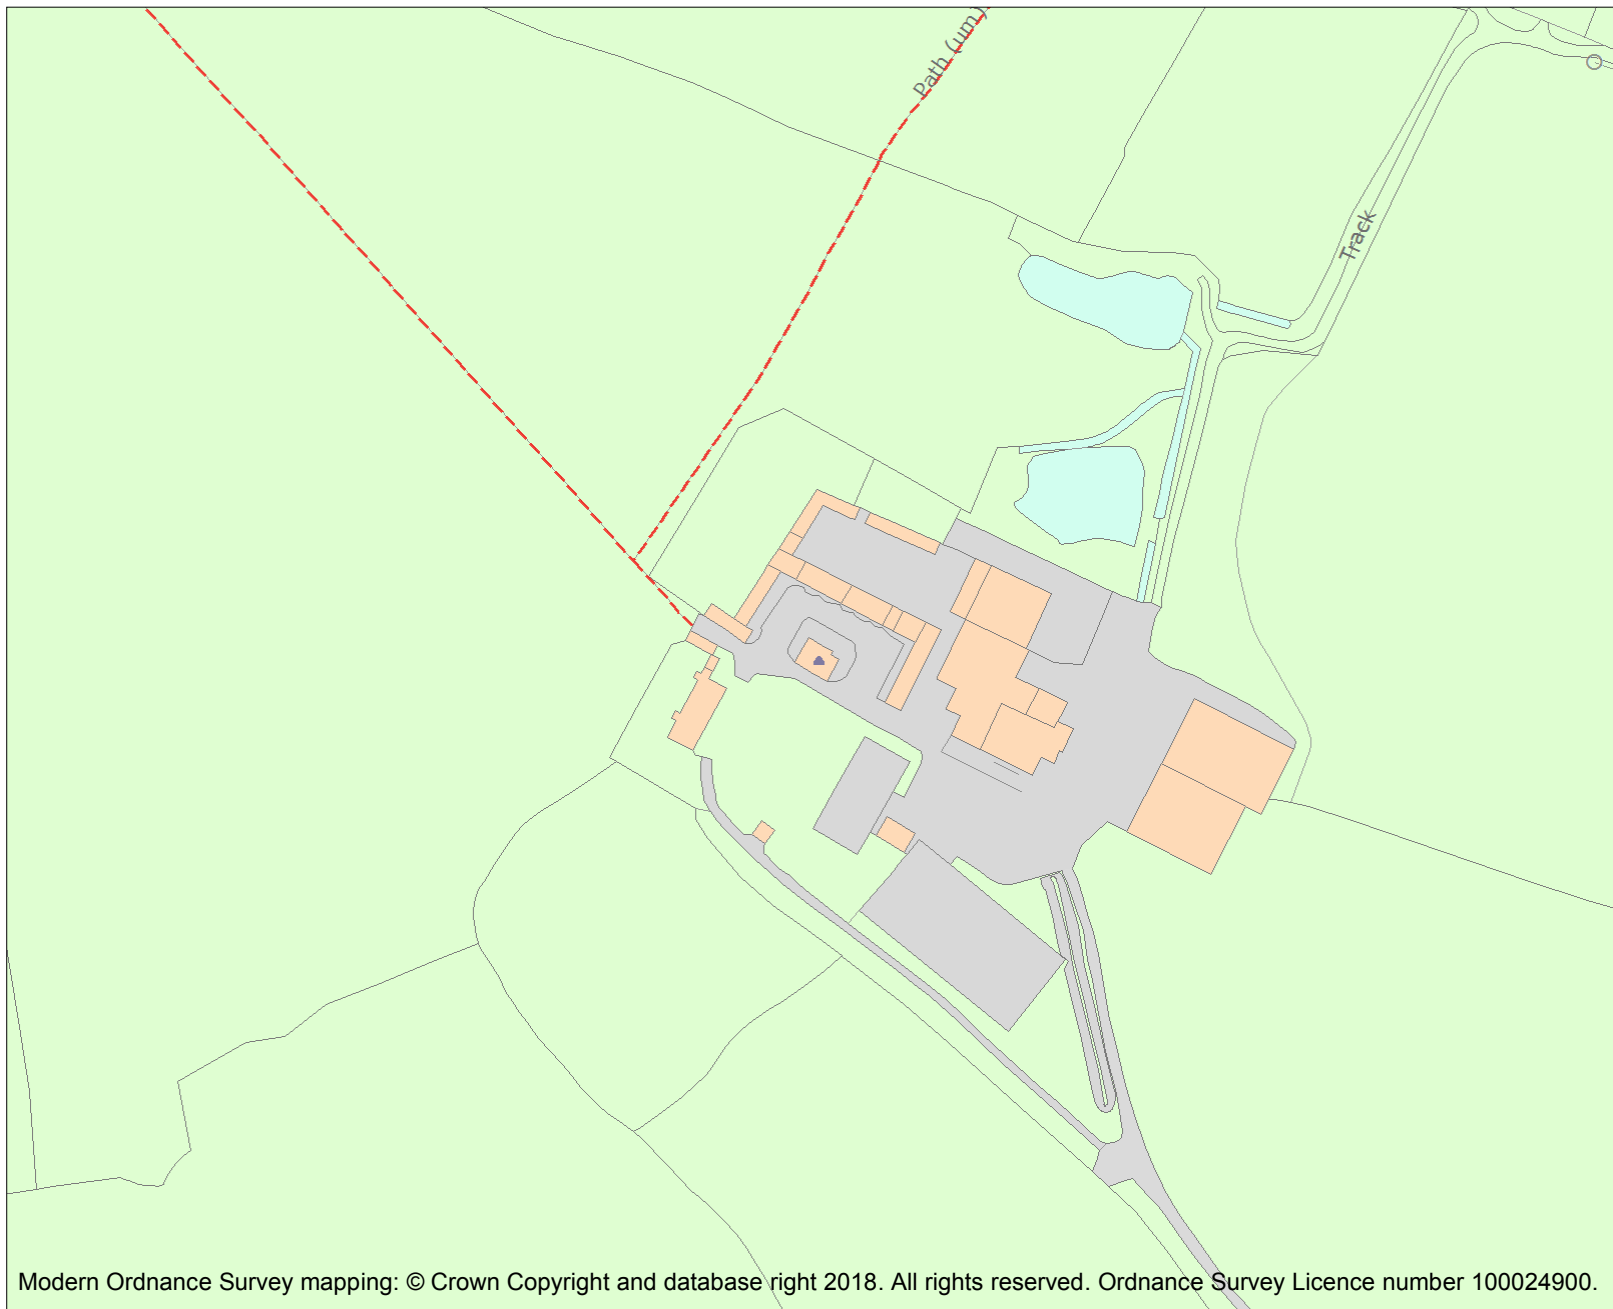 Path (um)
Track
Modern Ordnance Survey mapping: © Crown Copyright and database right 2018. All rights reserved. Ordnance Survey Licence number 100024900.